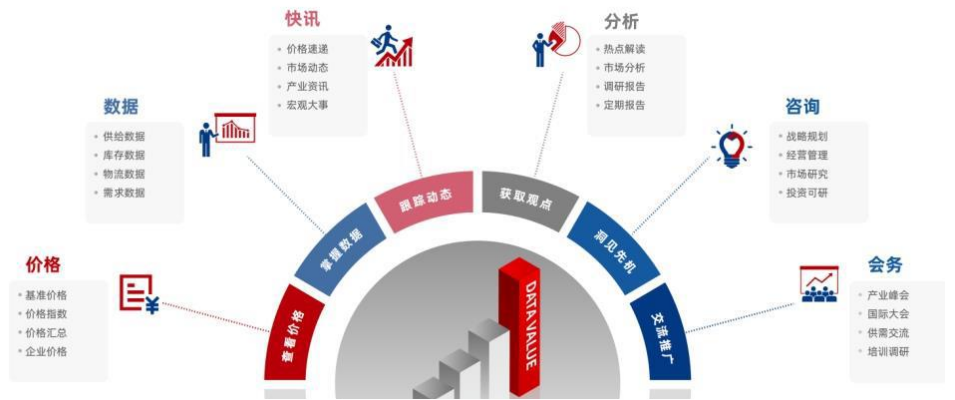 快讯
价格速递
市场动态
产业资讯
宏观大事
分析
热点解读
市场分析
调研报告
定期报告
数据
供给数据
库存数据
物流数据
需求数据
咨询
战略规划
经营管理
市场研究
投资可研
价格
基准价格
价格指数
价格汇总
企业价格
会务
产业峰会
国际大会
供需交流
培训调研
查看价格
掌握数据
跟踪动态
获取观点
洞见先机
交流推广
DATA VALUE
¥